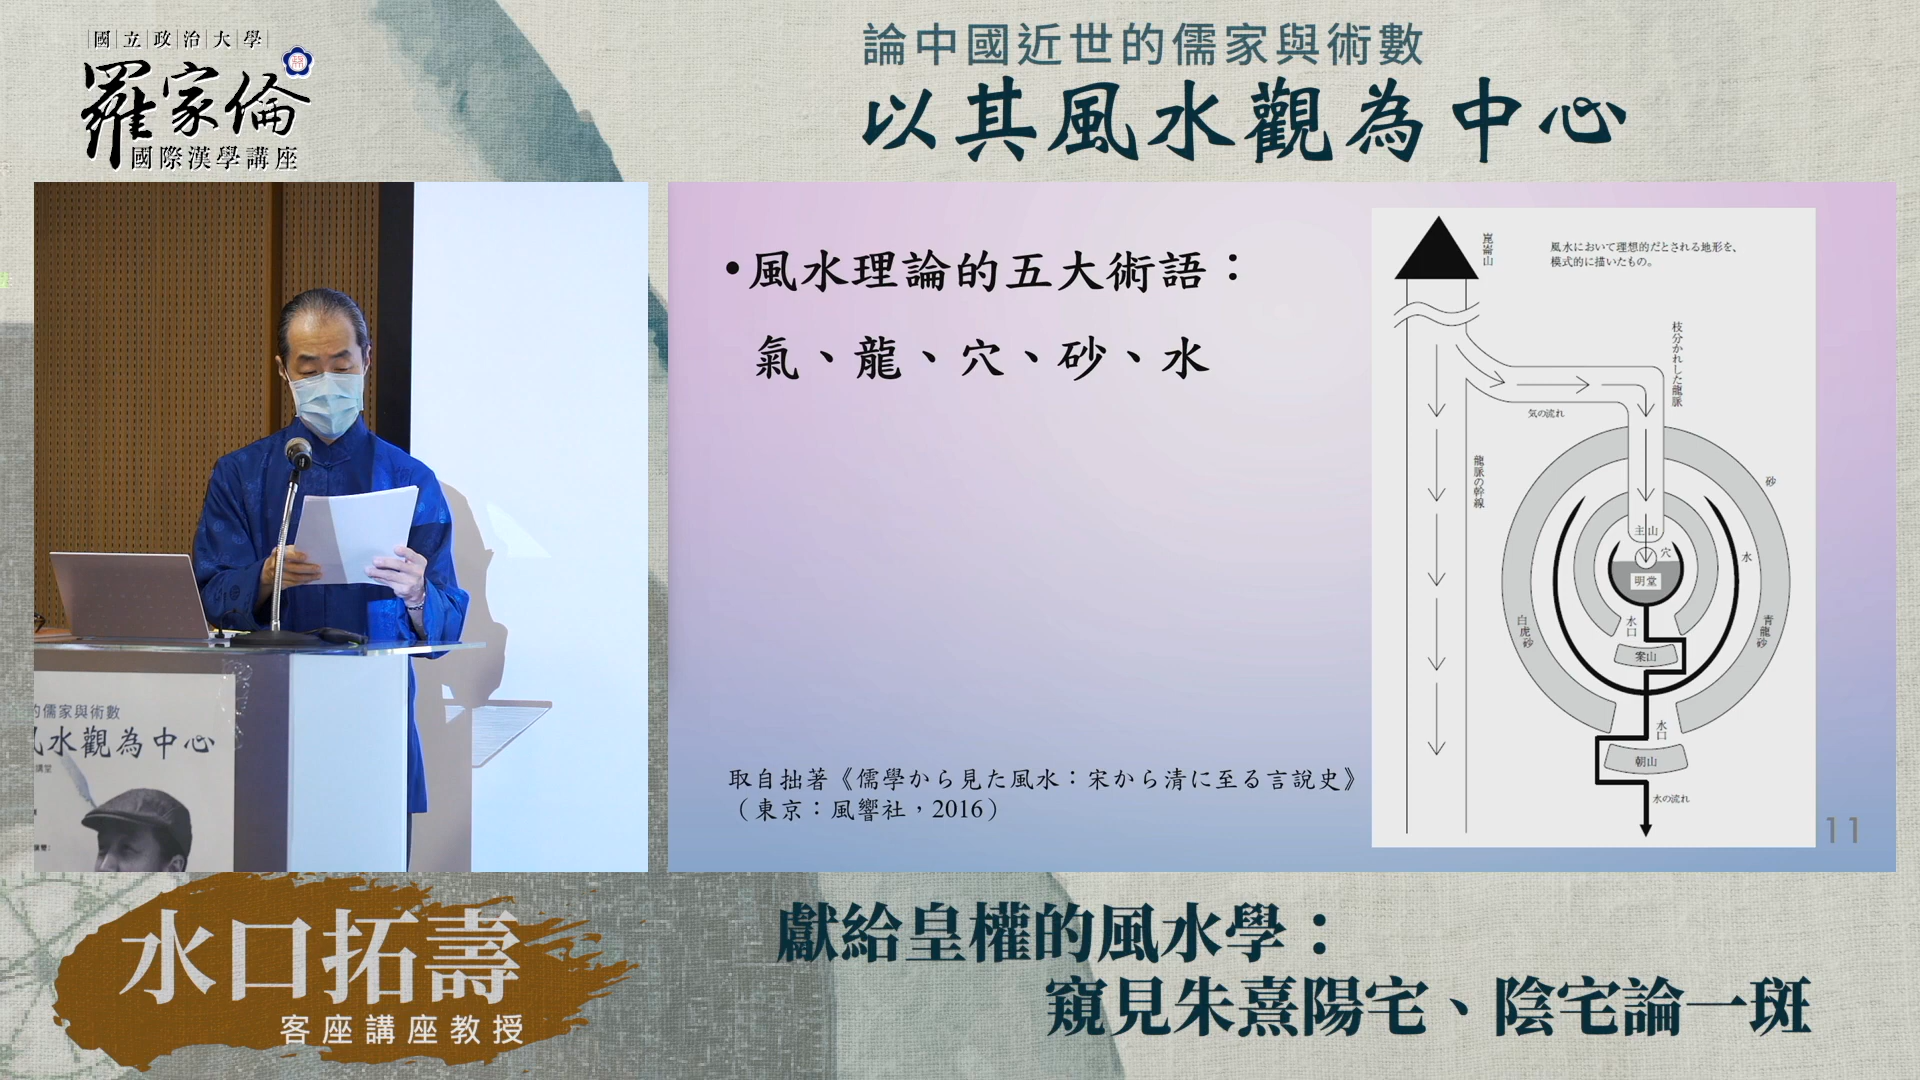 國立政治大學
羅家倫
國際漢學講座
論中國近世的儒家與術數
以其風水觀為中心
•風水理論的五大術語：
氣、龍、穴、砂、水
取自拙著《儒學から見た風水：宋から清に至る言說史》
（東京：風響社，2016）
崑崙山
風水において理想的だとされる地形を、
模式的に描いたもの。
枝分かれした龍脈
気の流れ
龍脈の幹線
砂
主山
穴
水
明堂
水口
白虎砂
青龍砂
案山
水口
朝山
水の流れ
11
的儒家與術數
風水觀為中心
講堂
水口拓壽
客座講座教授
獻給皇權的風水學：
窺見朱熹陽宅、陰宅論一斑